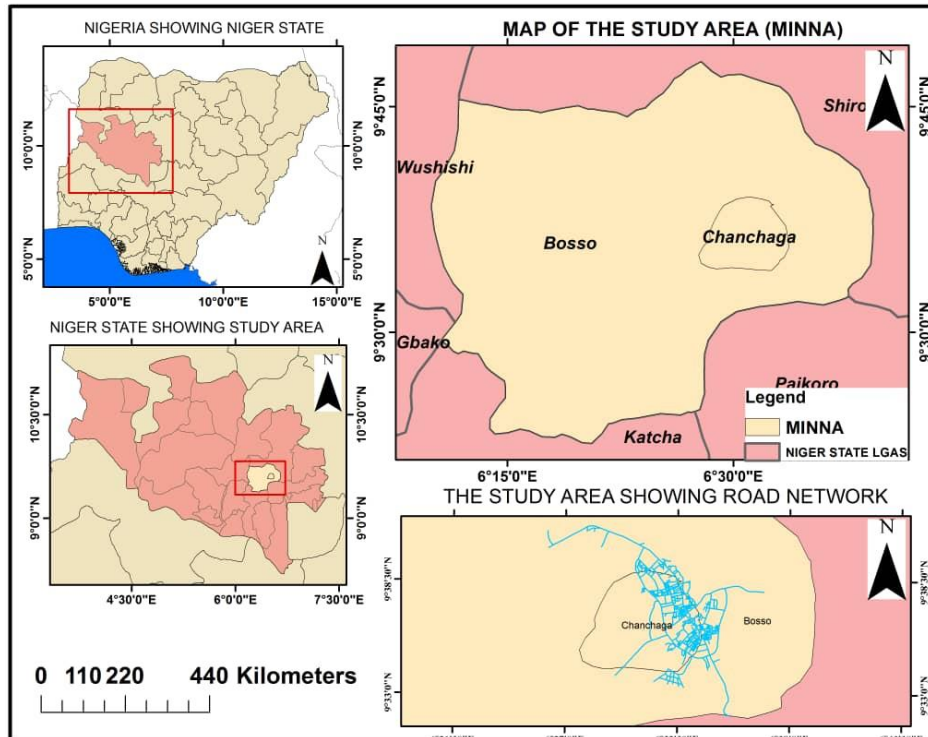 NIGERIA SHOWING NIGER STATE
10°0'0"N
5°0'0"N
10°0'0"N
5°0'0"N
N
5°0'0"E
10°0'0"E
15°0'0"E
NIGER STATE SHOWING STUDY AREA
10°30'0"N
9°0'0"N
10°30'0"N
9°0'0"N
N
4°30'0"E
6°0'0"E
7°30'0"E
0 110 220 440 Kilometers
MAP OF THE STUDY AREA (MINNA)
9°45'0"N
9°30'0"N
9°45'0"N
9°30'0"N
N
Shiro
Wushishi
Bosso
Chanchaga
Gbako
Paikoro
Katcha
Legend
MINNA
NIGER STATE LGAS
6°15'0"E
6°30'0"E
THE STUDY AREA SHOWING ROAD NETWORK
9°38'30"N
9°33'0"N
9°38'30"N
9°33'0"N
N
Chanchaga
Bosso